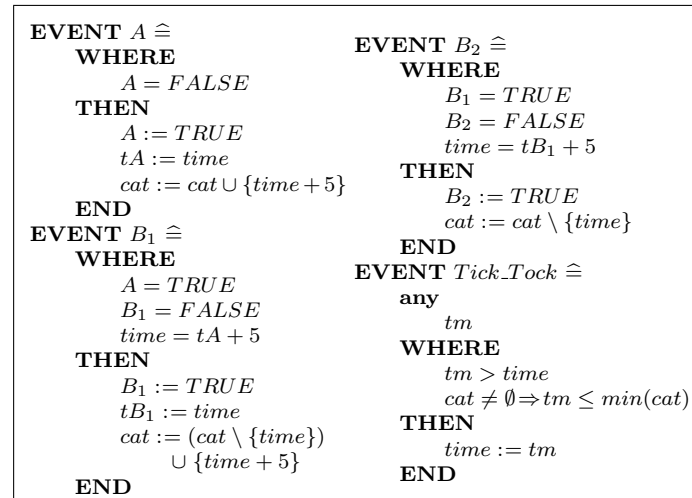 EVENT A ≙
WHERE
A = FALSE
THEN
A := TRUE
tA := time
cat := cat ∪ {time + 5}
END
EVENT B₁ ≙
WHERE
A = TRUE
B₁ = FALSE
time = tA + 5
THEN
B₁ := TRUE
tB₁ := time
cat := (cat \ {time})
∪ {time + 5}
END
EVENT B₂ ≙
WHERE
B₁ = TRUE
B₂ = FALSE
time = tB₁ + 5
THEN
B₂ := TRUE
cat := cat \ {time}
END
EVENT Tick_Tock ≙
any
tm
WHERE
tm > time
cat ≠ ∅ ⇒ tm ≤ min(cat)
THEN
time := tm
END